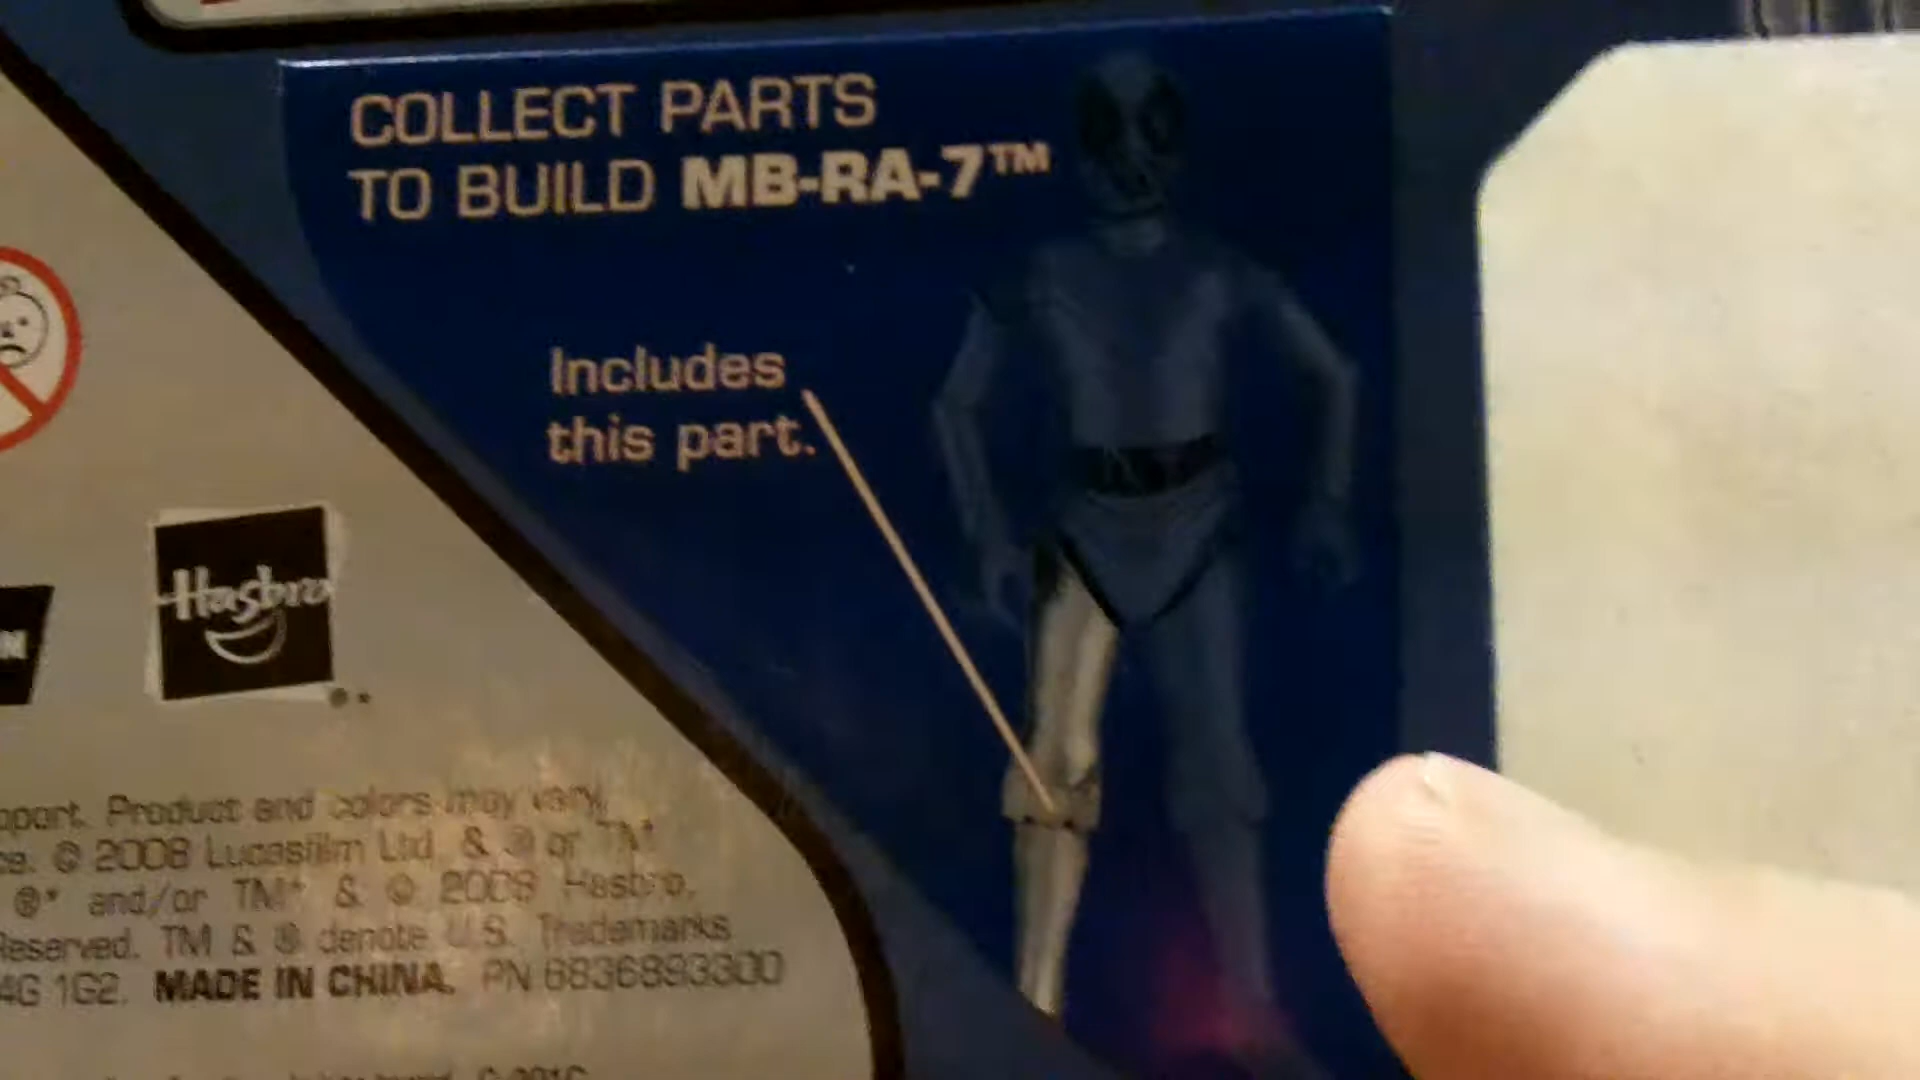 COLLECT PARTS
TO BUILD MB-RA-7™
Includes
this part.
Hasbro
Product and colors may vary.
© 2008 Lucasfilm Ltd. & ® or TM*
®* and/or TM* & © 2008 Hasbro.
Reserved. TM & ® denote U.S. Trademarks
4G 1G2. MADE IN CHINA. PN 6836893300